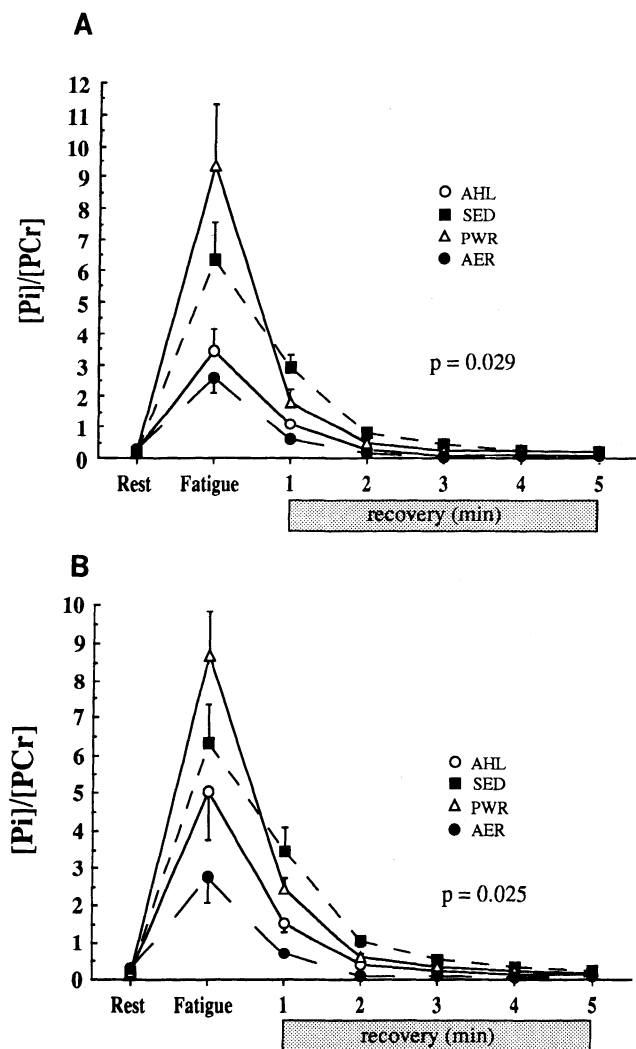 A
12
11
10
9
8
7
6
5
4
3
2
1
0
[Pi]/[PCr]
AHL
SED
PWR
AER
p = 0.029
Rest Fatigue 1 2 3 4 5
recovery (min)
B
10
9
8
7
6
5
4
3
2
1
0
[Pi]/[PCr]
AHL
SED
PWR
AER
p = 0.025
Rest Fatigue 1 2 3 4 5
recovery (min)